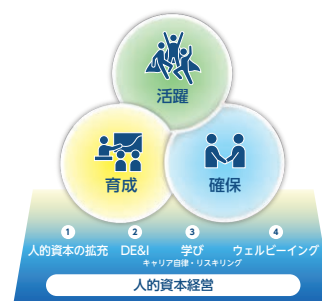 活躍
育成
確保
1 2 3 4
人的資本の拡充 DE&I 学び ウェルビーイング
キャリア自律・リスキリング
人的資本経営